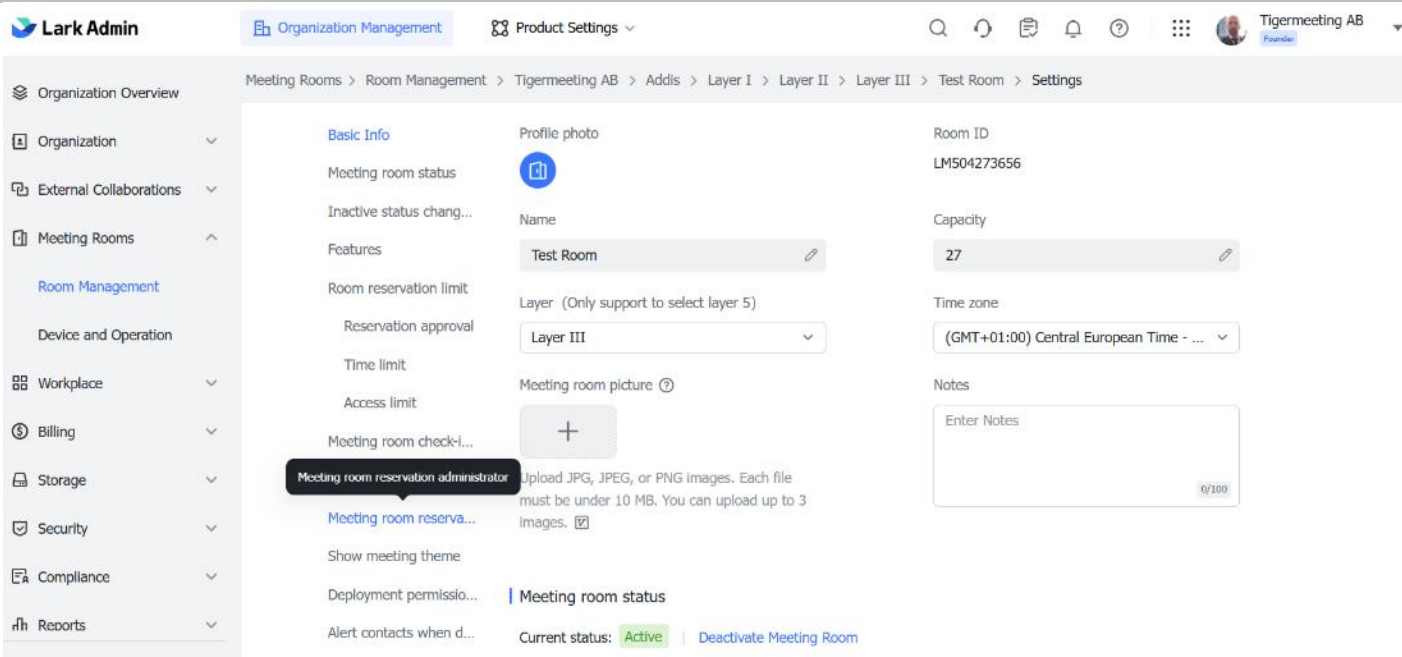 Lark Admin
Organization Management
Product Settings
Tigermeeting AB
Founder
Meeting Rooms > Room Management > Tigermeeting AB > Addis > Layer I > Layer II > Layer III > Test Room > Settings
Organization Overview
Organization
External Collaborations
Meeting Rooms
Room Management
Device and Operation
Workplace
Billing
Storage
Security
Compliance
Reports
Basic Info
Meeting room status
Inactive status chang...
Features
Room reservation limit
Reservation approval
Time limit
Access limit
Meeting room check-i...
Meeting room reservation administrator
Meeting room reserva...
Show meeting theme
Deployment permissio...
Alert contacts when d...
Profile photo
Room ID
LM504273656
Name
Test Room
Capacity
27
Layer (Only support to select layer 5)
Layer III
Time zone
(GMT+01:00) Central European Time - ...
Meeting room picture
Upload JPG, JPEG, or PNG images. Each file
must be under 10 MB. You can upload up to 3
images.
Notes
Enter Notes
0/100
Meeting room status
Current status: Active
Deactivate Meeting Room